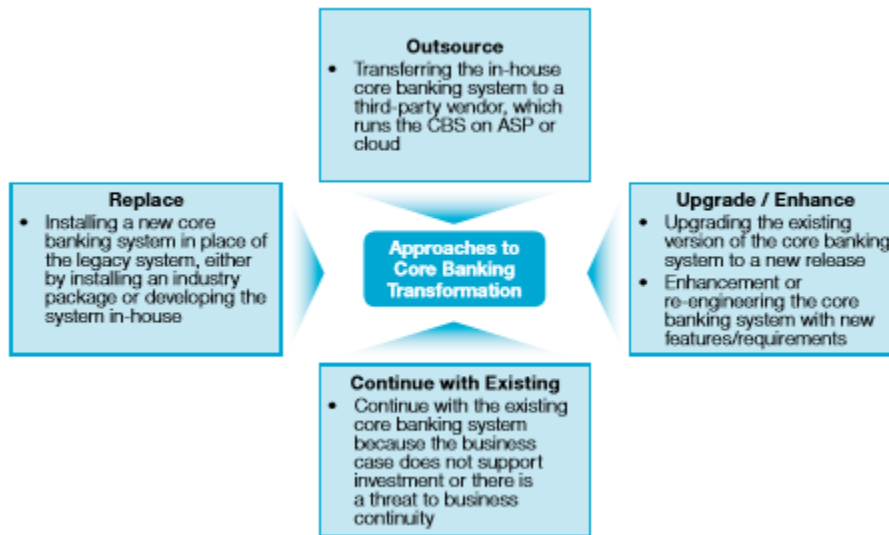 Outsource
• Transferring the in-house
core banking system to a
third-party vendor, which
runs the CBS on ASP or
cloud
Replace
• Installing a new core
banking system in place of
the legacy system, either
by installing an industry
package or developing the
system in-house
Approaches to
Core Banking
Transformation
Upgrade / Enhance
• Upgrading the existing
version of the core banking
system to a new release
• Enhancement or
re-engineering the core
banking system with new
features/requirements
Continue with Existing
• Continue with the existing
core banking system
because the business
case does not support
investment or there is
a threat to business
continuity